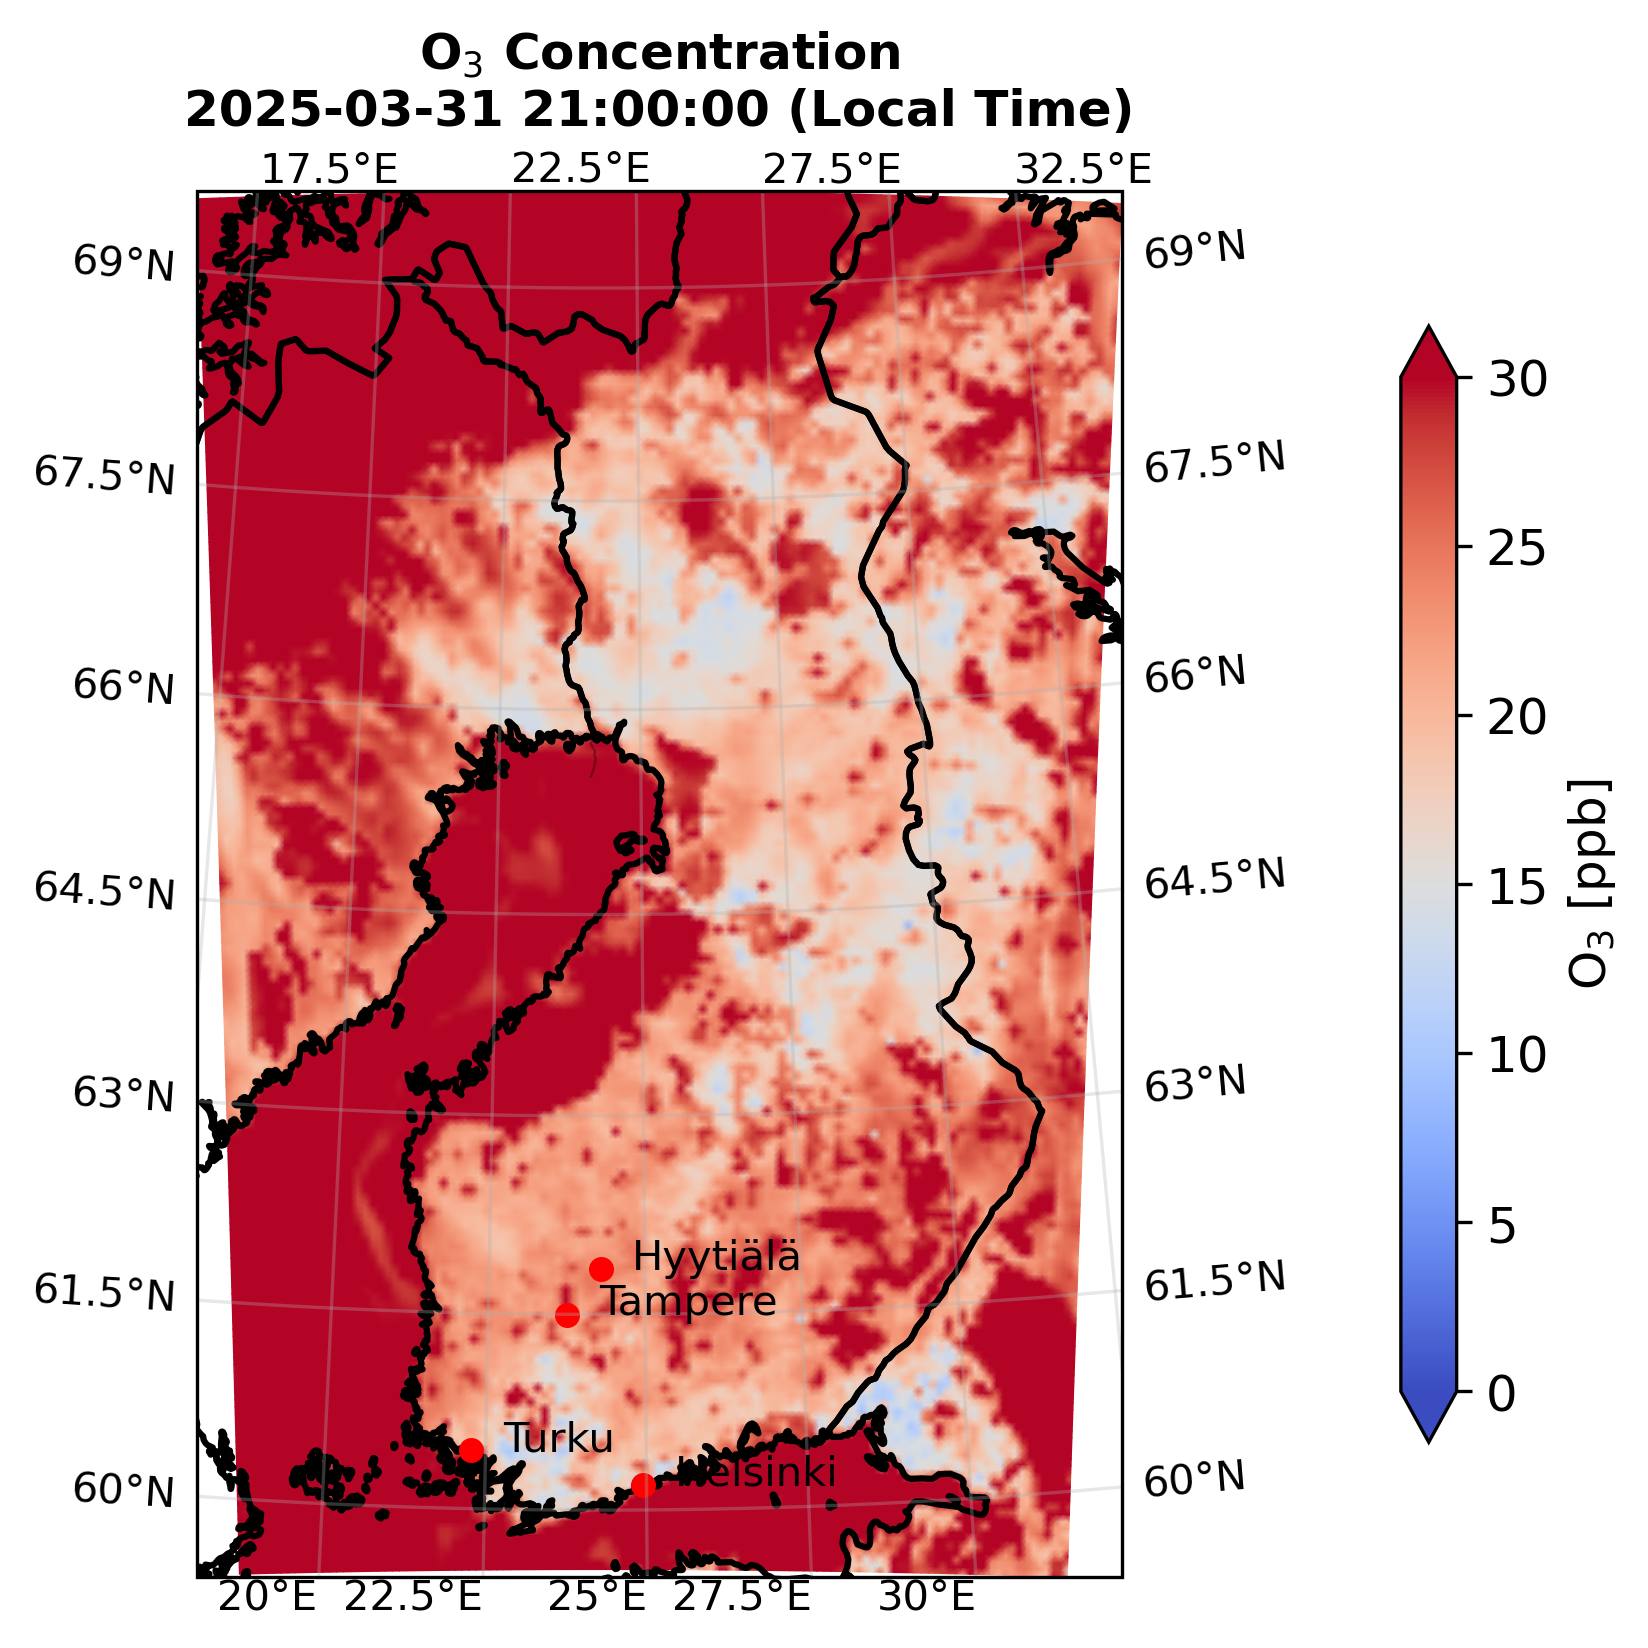 O₃ Concentration
2025-03-31 21:00:00 (Local Time)
17.5°E 22.5°E 27.5°E 32.5°E
69°N 69°N
67.5°N 67.5°N
66°N 66°N
64.5°N 64.5°N
63°N 63°N
61.5°N 61.5°N
60°N 60°N
Hyytiälä
Tampere
Turku
Helsinki
20°E 22.5°E 25°E 27.5°E 30°E
30
25
20
15
10
5
0
O₃ [ppb]